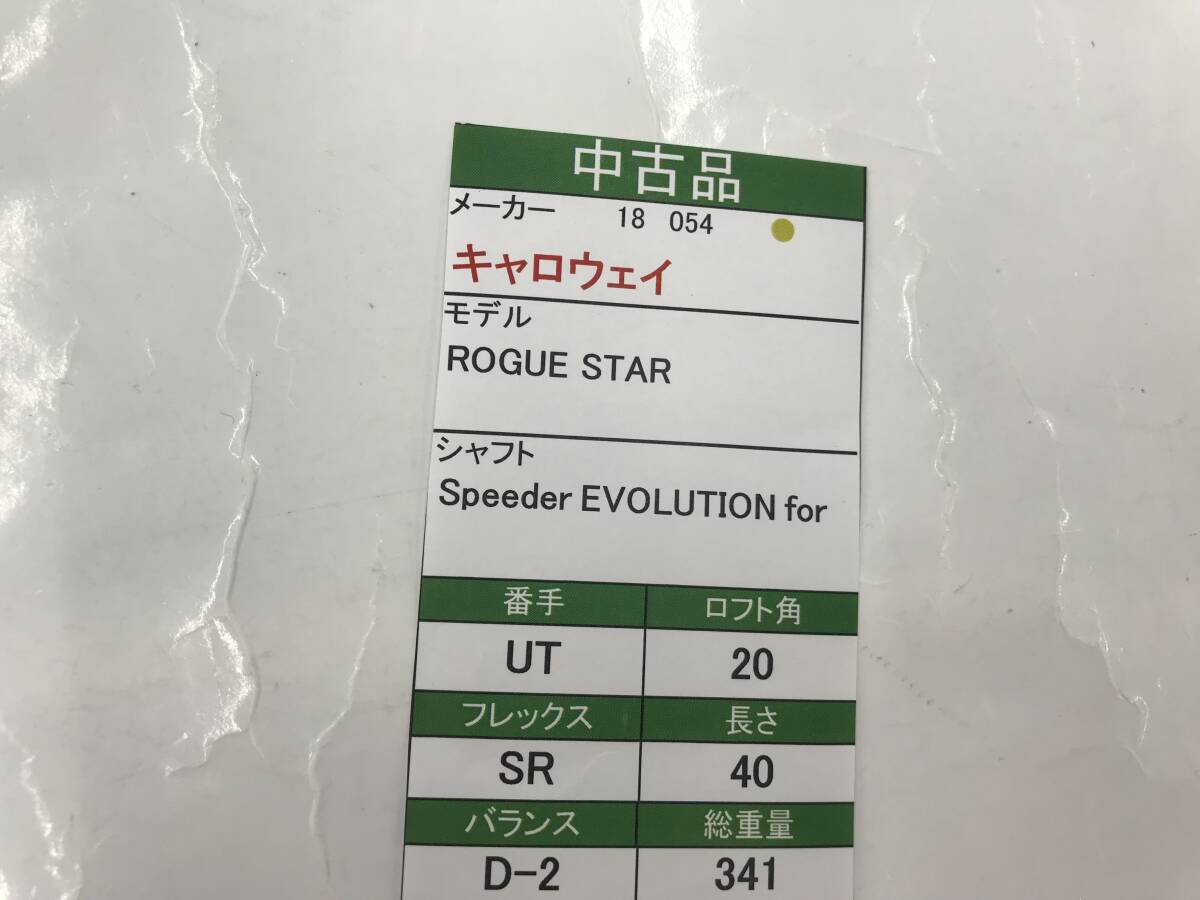 中古品
メーカー 18 054
キャロウェイ
モデル
ROGUE STAR
シャフト
Speeder EVOLUTION for
番手 ロフト角
UT 20
フレックス 長さ
SR 40
バランス 総重量
D-2 341